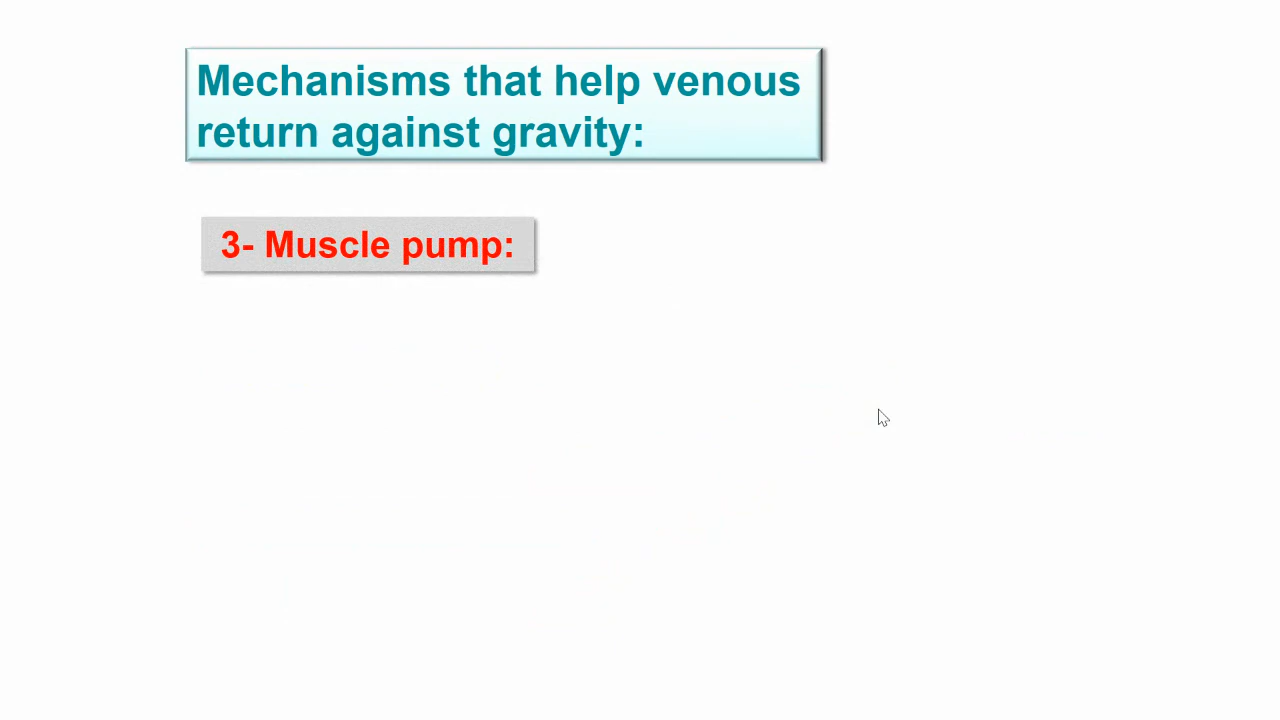 Mechanisms that help venous
return against gravity:
3- Muscle pump: